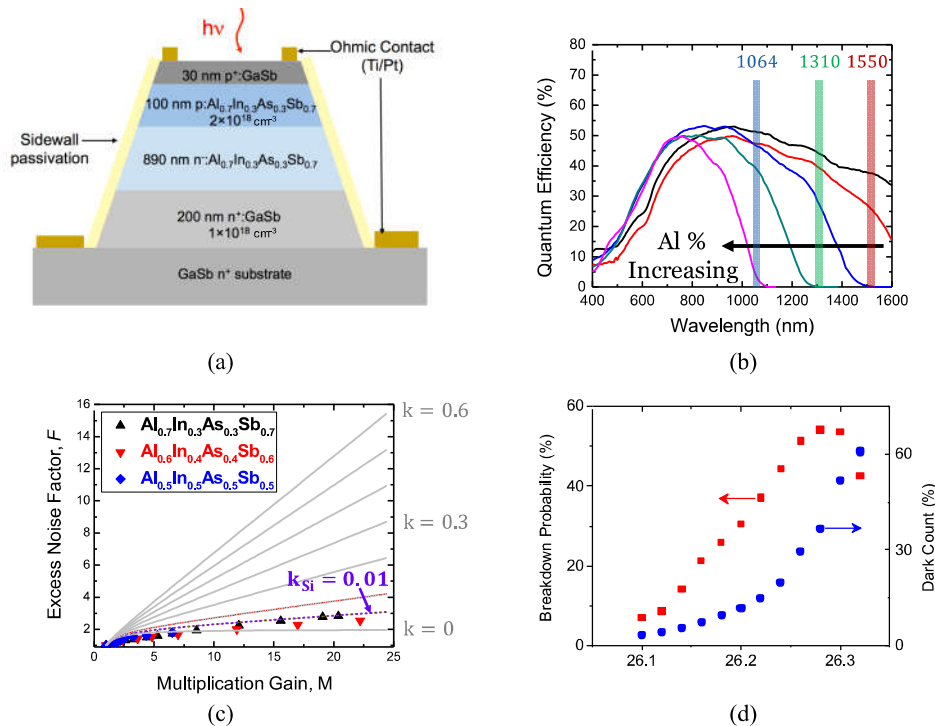 hν
Ohmic Contact
(Ti/Pt)
30 nm p⁺:GaSb
100 nm p:Al₀.₇In₀.₃As₀.₃Sb₀.₇
2×10¹⁸ cm⁻³
Sidewall
passivation
890 nm n⁻:Al₀.₇In₀.₃As₀.₃Sb₀.₇
200 nm n⁺:GaSb
1×10¹⁸ cm⁻³
GaSb n⁺ substrate
(a)
80
70
60
50
40
30
20
10
0
Quantum Efficiency (%)
1064 1310 1550
Al %
Increasing
400 600 800 1000 1200 1400 1600
Wavelength (nm)
(b)
16
14
12
10
8
6
4
2
Excess Noise Factor, F
Al₀.₇In₀.₃As₀.₃Sb₀.₇
Al₀.₆In₀.₄As₀.₄Sb₀.₆
Al₀.₅In₀.₅As₀.₅Sb₀.₅
k = 0.6
k = 0.3
k_Si = 0.01
k = 0
0 5 10 15 20 25
Multiplication Gain, M
(c)
60
50
40
30
20
10
0
Breakdown Probability (%)
60
30
0
Dark Count (%)
26.1 26.2 26.3
(d)